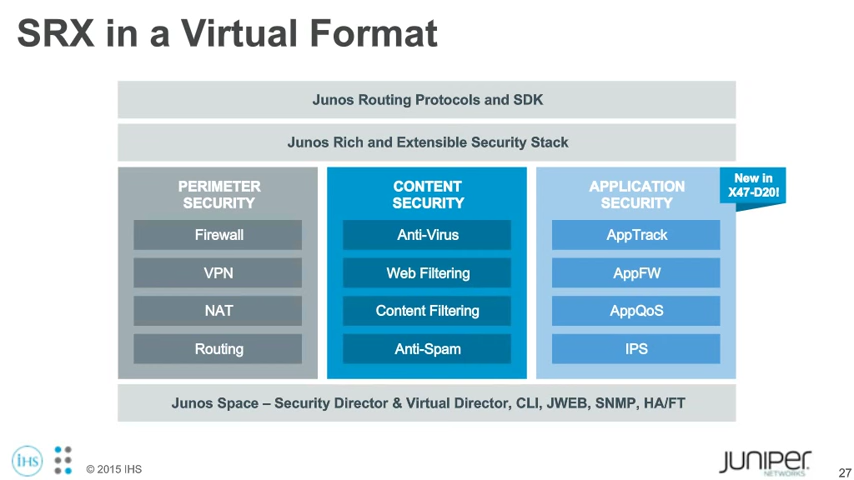 SRX in a Virtual Format
Junos Routing Protocols and SDK
Junos Rich and Extensible Security Stack
PERIMETER
SECURITY
Firewall
VPN
NAT
Routing
CONTENT
SECURITY
Anti-Virus
Web Filtering
Content Filtering
Anti-Spam
APPLICATION
SECURITY
New in
X47-D20!
AppTrack
AppFW
AppQoS
IPS
Junos Space – Security Director & Virtual Director, CLI, JWEB, SNMP, HA/FT
iHS
© 2015 IHS
JUNIPER
NETWORKS
27